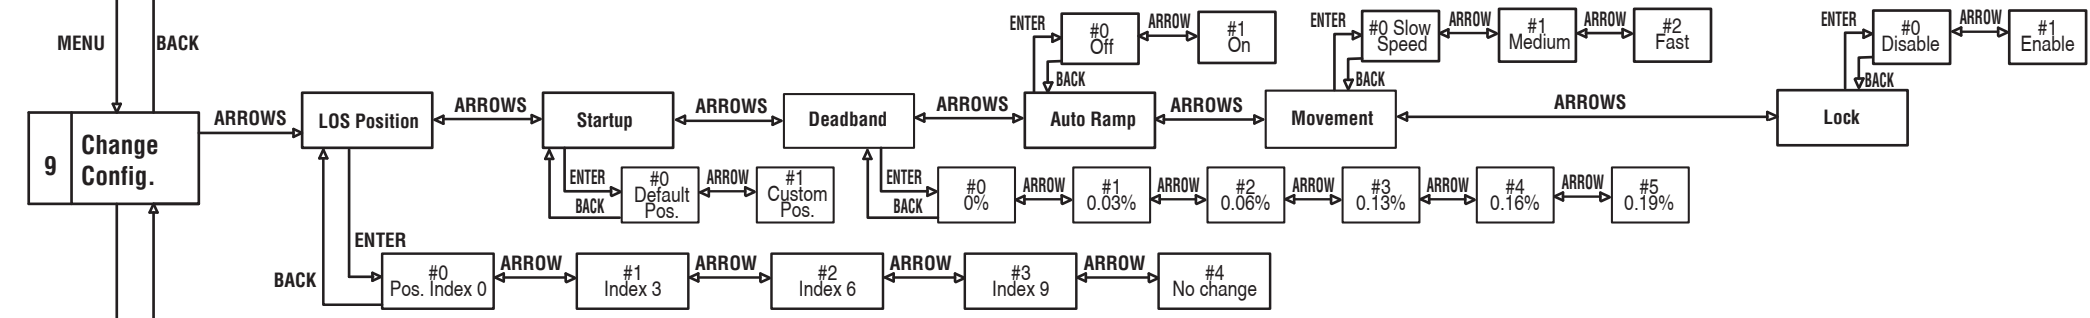 MENU
BACK
9
Change
Config.
ARROWS
LOS Position
ARROWS
Startup
ARROWS
Deadband
ARROWS
Auto Ramp
ARROWS
Movement
ARROWS
Lock
ENTER
#0
Off
ARROW
#1
On
BACK
ENTER
#0 Slow
Speed
ARROW
#1
Medium
ARROW
#2
Fast
BACK
ENTER
#0
Disable
ARROW
#1
Enable
BACK
ENTER
#0
Default
Pos.
ARROW
#1
Custom
Pos.
BACK
ENTER
#0
0%
ARROW
#1
0.03%
ARROW
#2
0.06%
ARROW
#3
0.13%
ARROW
#4
0.16%
ARROW
#5
0.19%
BACK
ENTER
#0
Pos. Index 0
ARROW
#1
Index 3
ARROW
#2
Index 6
ARROW
#3
Index 9
ARROW
#4
No change
BACK